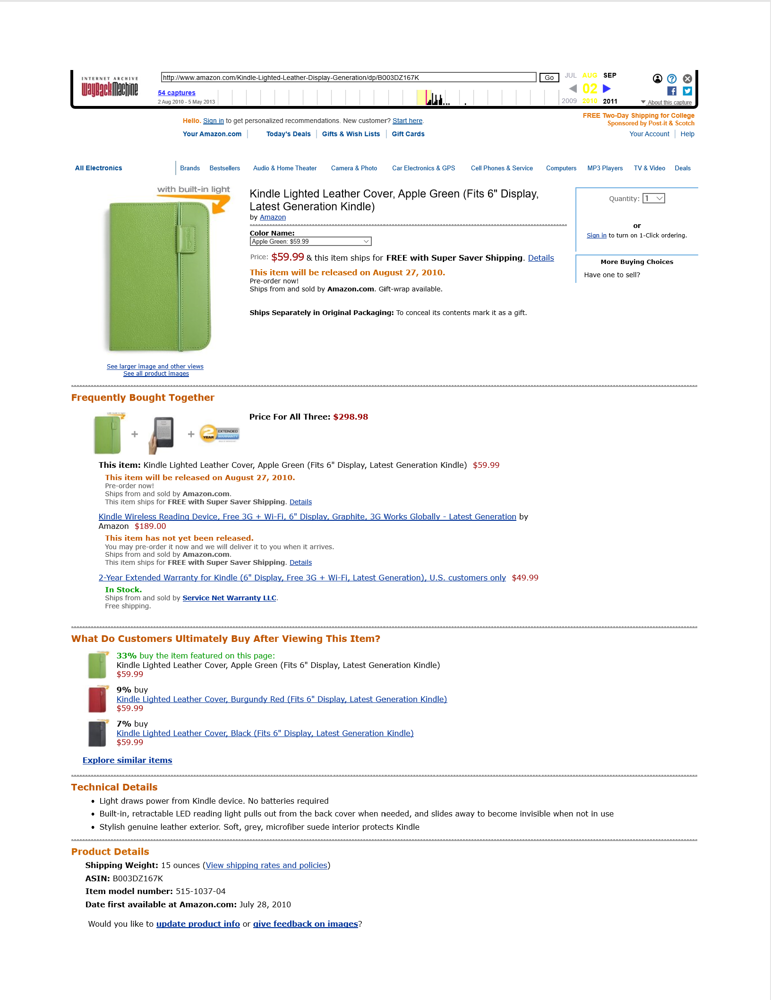 INTERNET ARCHIVE
WayBackMachine
http://www.amazon.com/Kindle-Lighted-Leather-Display-Generation/dp/B003DZ167K
Go
JUL AUG SEP
54 captures
02
2 Aug 2010 - 5 May 2013
2009 2010 2011
About this capture
FREE Two-Day Shipping for College
Sponsored by Post-it & Scotch
Hello. Sign in to get personalized recommendations. New customer? Start here.
Your Amazon.com Today's Deals Gifts & Wish Lists Gift Cards
Your Account Help
All Electronics Brands Bestsellers Audio & Home Theater Camera & Photo Car Electronics & GPS Cell Phones & Service Computers MP3 Players TV & Video Deals
with built-in light
Kindle Lighted Leather Cover, Apple Green (Fits 6" Display,
Latest Generation Kindle)
by Amazon
Color Name:
Apple Green: $59.99
Price: $59.99 & this item ships for FREE with Super Saver Shipping. Details
This item will be released on August 27, 2010.
Pre-order now!
Ships from and sold by Amazon.com. Gift-wrap available.
Ships Separately in Original Packaging: To conceal its contents mark it as a gift.
Quantity: 1
or
Sign in to turn on 1-Click ordering.
More Buying Choices
Have one to sell?
See larger image and other views
See all product images
Frequently Bought Together
Price For All Three: $298.98
+ + 2 YEAR EXTENDED WARRANTY
This item: Kindle Lighted Leather Cover, Apple Green (Fits 6" Display, Latest Generation Kindle) $59.99
This item will be released on August 27, 2010.
Pre-order now!
Ships from and sold by Amazon.com.
This item ships for FREE with Super Saver Shipping. Details
Kindle Wireless Reading Device, Free 3G + Wi-Fi, 6" Display, Graphite, 3G Works Globally - Latest Generation by
Amazon $189.00
This item has not yet been released.
You may pre-order it now and we will deliver it to you when it arrives.
Ships from and sold by Amazon.com.
This item ships for FREE with Super Saver Shipping. Details
2-Year Extended Warranty for Kindle (6" Display, Free 3G + Wi-Fi, Latest Generation), U.S. customers only $49.99
In Stock.
Ships from and sold by Service Net Warranty LLC.
Free shipping.
What Do Customers Ultimately Buy After Viewing This Item?
33% buy the item featured on this page:
Kindle Lighted Leather Cover, Apple Green (Fits 6" Display, Latest Generation Kindle)
$59.99
9% buy
Kindle Lighted Leather Cover, Burgundy Red (Fits 6" Display, Latest Generation Kindle)
$59.99
7% buy
Kindle Lighted Leather Cover, Black (Fits 6" Display, Latest Generation Kindle)
$59.99
Explore similar items
Technical Details
• Light draws power from Kindle device. No batteries required
• Built-in, retractable LED reading light pulls out from the back cover when needed, and slides away to become invisible when not in use
• Stylish genuine leather exterior. Soft, grey, microfiber suede interior protects Kindle
Product Details
Shipping Weight: 15 ounces (View shipping rates and policies)
ASIN: B003DZ167K
Item model number: 515-1037-04
Date first available at Amazon.com: July 28, 2010
Would you like to update product info or give feedback on images?